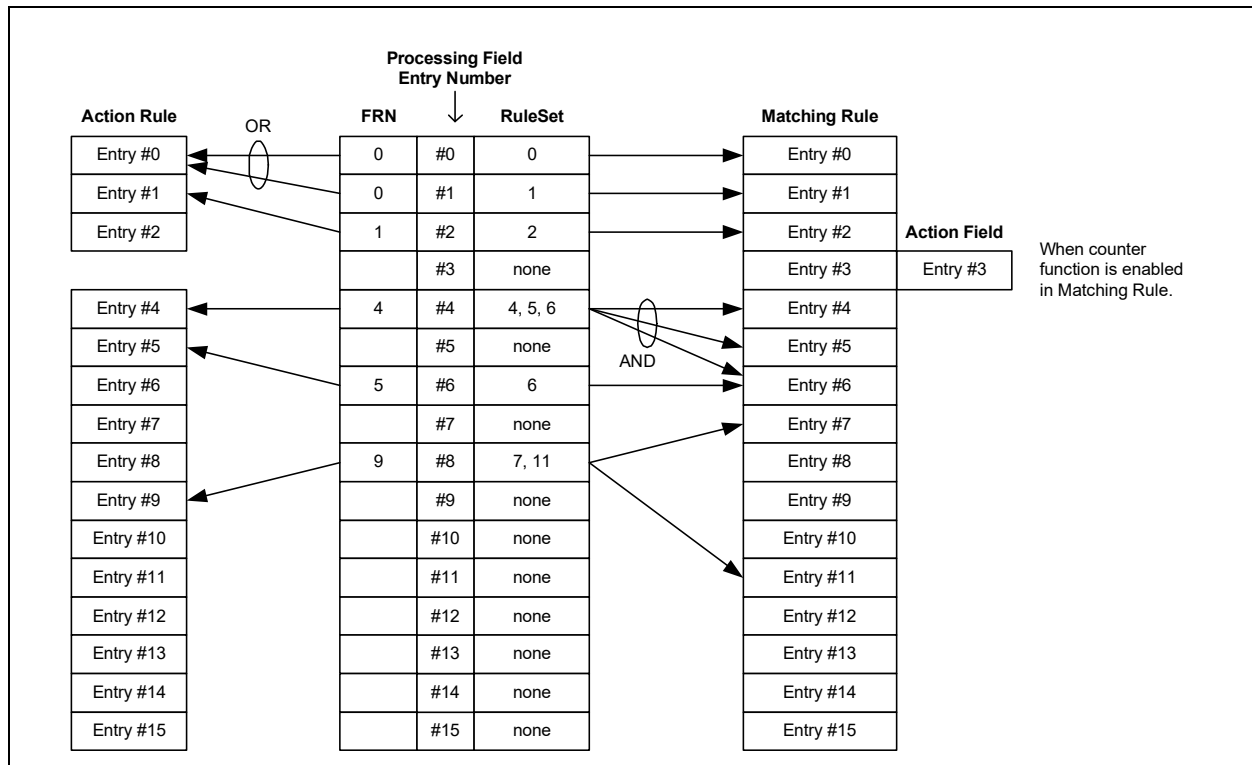 Processing Field
Entry Number
Action Rule
OR
FRN
RuleSet
Matching Rule
Entry #0
0
#0
0
Entry #0
Entry #1
0
#1
1
Entry #1
Entry #2
1
#2
2
Entry #2
Action Field
#3
none
Entry #3
Entry #3
When counter
function is enabled
in Matching Rule.
Entry #4
4
#4
4, 5, 6
Entry #4
Entry #5
#5
none
AND
Entry #5
Entry #6
5
#6
6
Entry #6
Entry #7
#7
none
Entry #7
Entry #8
9
#8
7, 11
Entry #8
Entry #9
#9
none
Entry #9
Entry #10
#10
none
Entry #10
Entry #11
#11
none
Entry #11
Entry #12
#12
none
Entry #12
Entry #13
#13
none
Entry #13
Entry #14
#14
none
Entry #14
Entry #15
#15
none
Entry #15